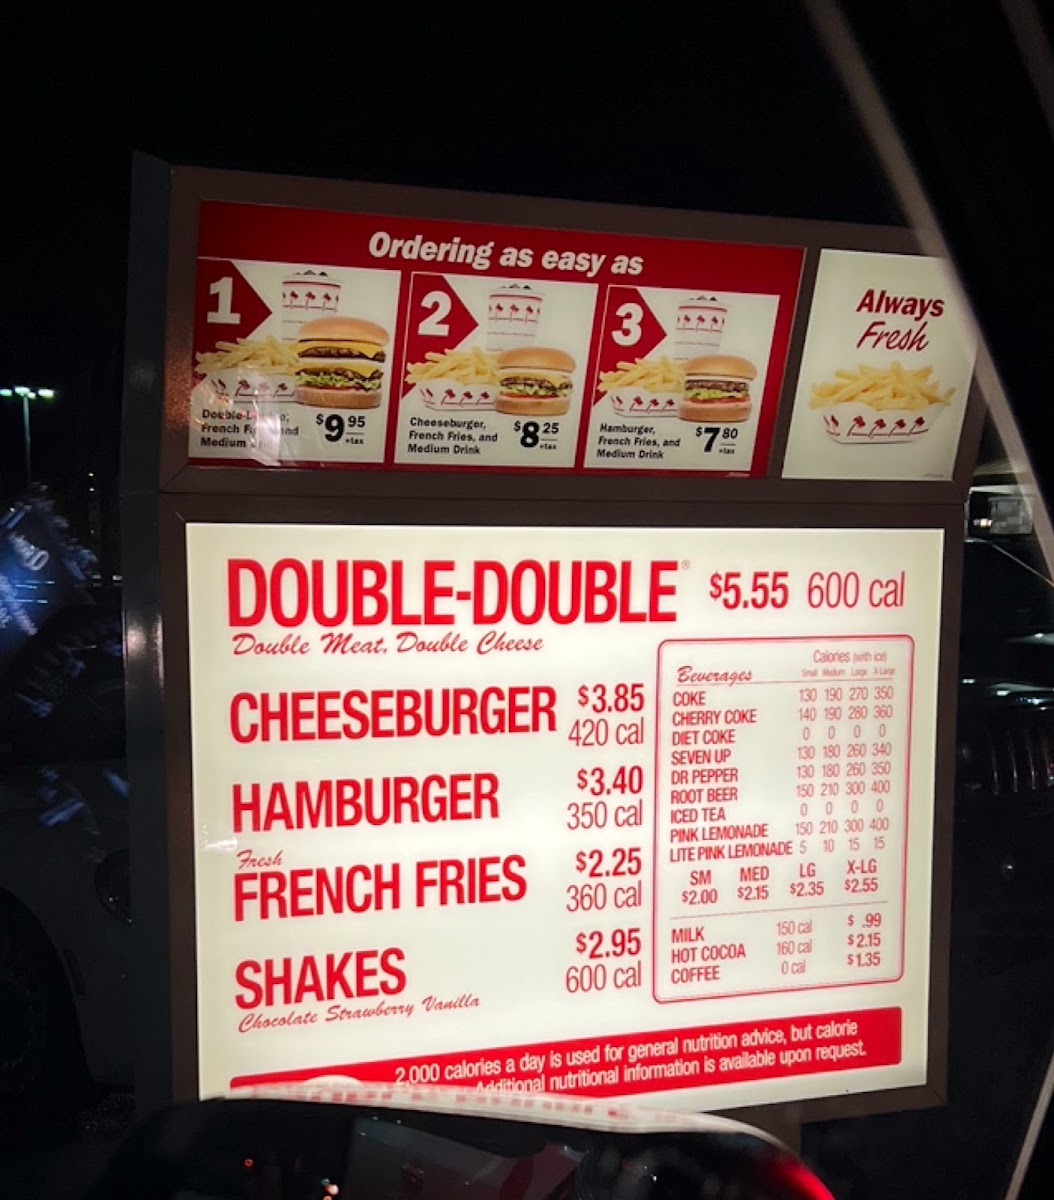 Ordering as easy as
1
2
3
French
and
Medium
$9 95
+tax
Cheeseburger,
French Fries, and
Medium Drink
$8 25
+tax
Hamburger,
French Fries, and
Medium Drink
$7 80
+tax
Always
Fresh
DOUBLE-DOUBLE® $5.55 600 cal
Double Meat, Double Cheese
CHEESEBURGER $3.85
420 cal
HAMBURGER $3.40
350 cal
Fresh
FRENCH FRIES $2.25
360 cal
SHAKES $2.95
600 cal
Chocolate Strawberry Vanilla
Calories (with ice)
Beverages Small Medium Large X-Large
COKE 130 190 270 350
CHERRY COKE 140 190 280 360
DIET COKE 0 0 0 0
SEVEN UP 130 180 260 340
DR PEPPER 130 180 260 350
ROOT BEER 150 210 300 400
ICED TEA 0 0 0 0
PINK LEMONADE 150 210 300 400
LITE PINK LEMONADE 5 10 15 15
SM MED LG X-LG
$2.00 $2.15 $2.35 $2.55
MILK 150 cal $ .99
HOT COCOA 160 cal $2.15
COFFEE 0 cal $1.35
2,000 calories a day is used for general nutrition advice, but calorie
Additional nutritional information is available upon request.